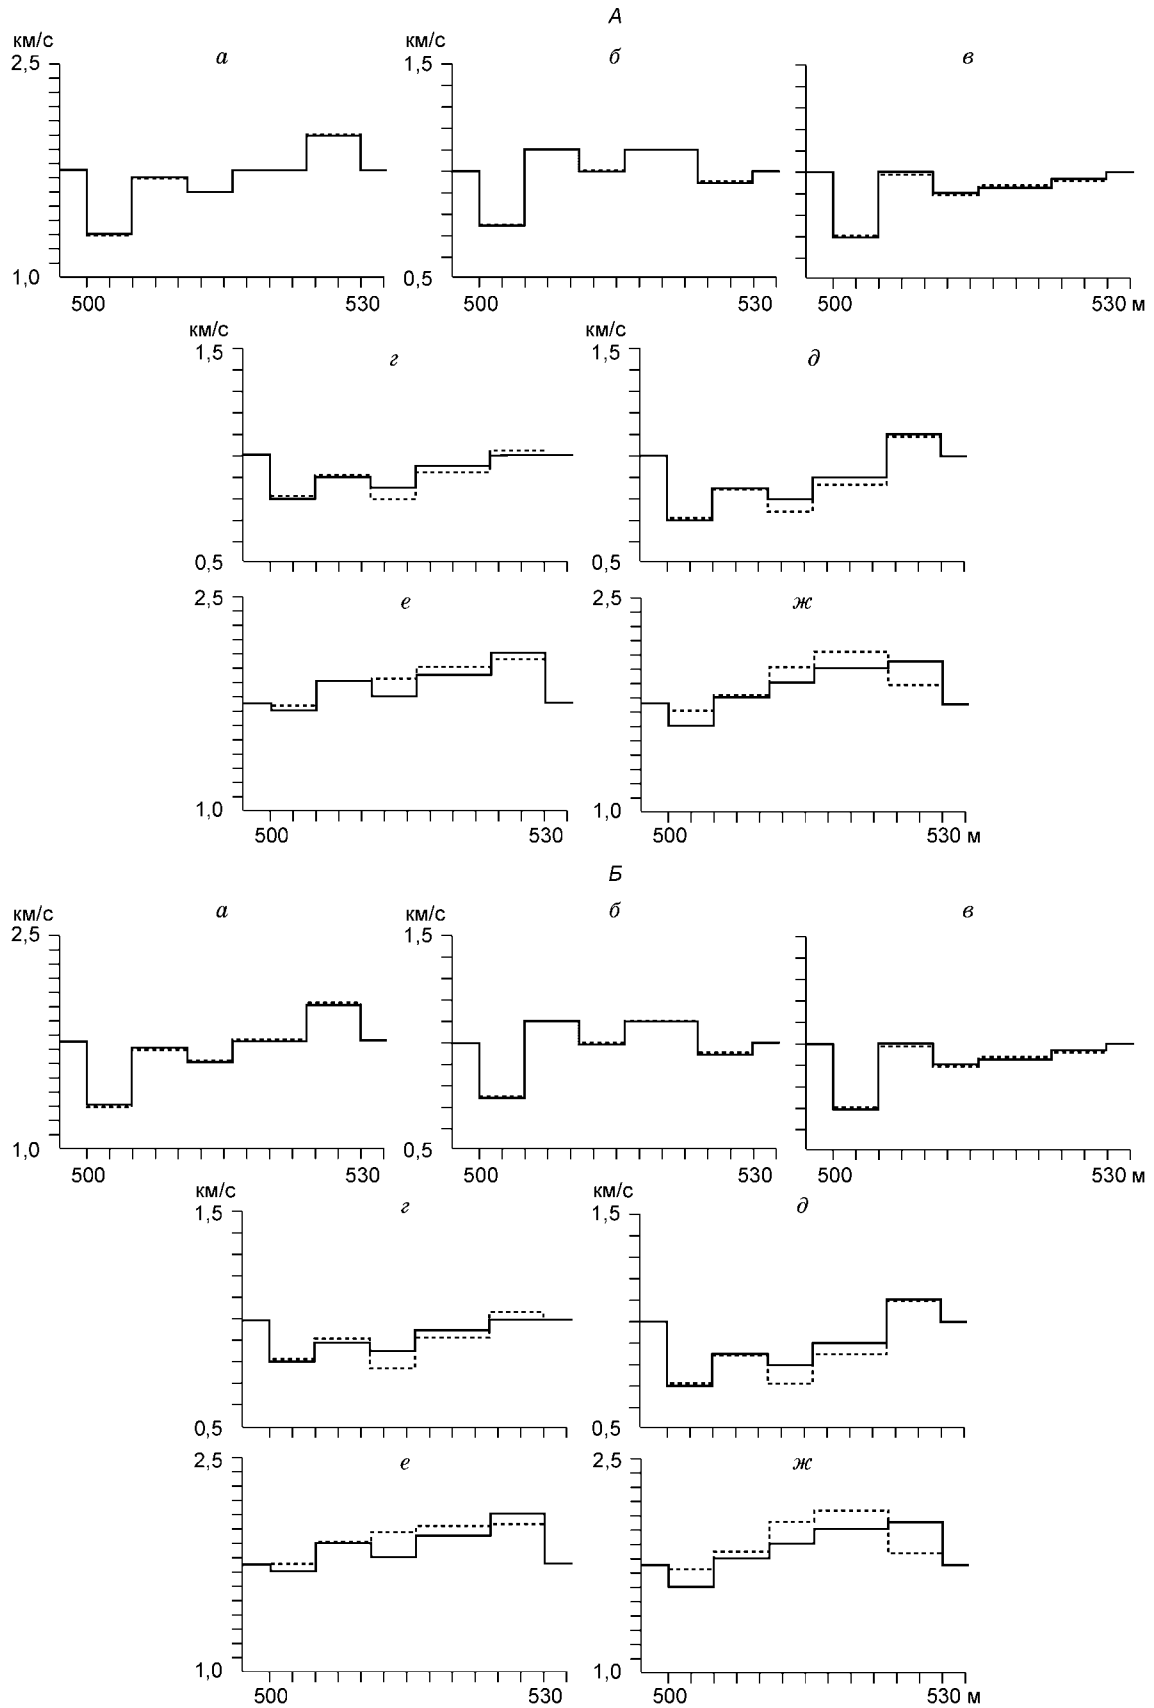 А
км/с км/с
а б в
2,5 1,5
1,0 0,5
500 530 500 530 500 530 м
км/с км/с
г д
1,5 1,5
0,5 0,5
е ж
2,5 2,5
1,0 1,0
500 530 500 530 м
Б
км/с а км/с б в
2,5 1,5
1,0 0,5
500 530 500 530 500 530 м
км/с км/с
г д
1,5 1,5
0,5 0,5
2,5 е 2,5 ж
1,0 1,0
500 530 500 530 м